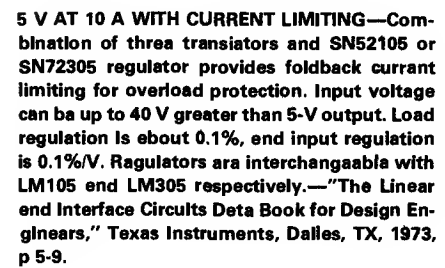 5 V AT 10 A WITH CURRENT LIMITING—Com-
bination of threa transistors and SN52105 or
SN72305 regulator provides foldback currant
limiting for overload protection. Input voltage
can ba up to 40 V greater than 5-V output. Load
regulation Is ebout 0.1%, end input regulation
is 0.1%/V. Ragulators ara interchangaabla with
LM105 end LM305 respectively.—"The Linear
end Interface Circuits Deta Book for Design En-
ginears," Texas Instruments, Dalles, TX, 1973,
p 5-9.